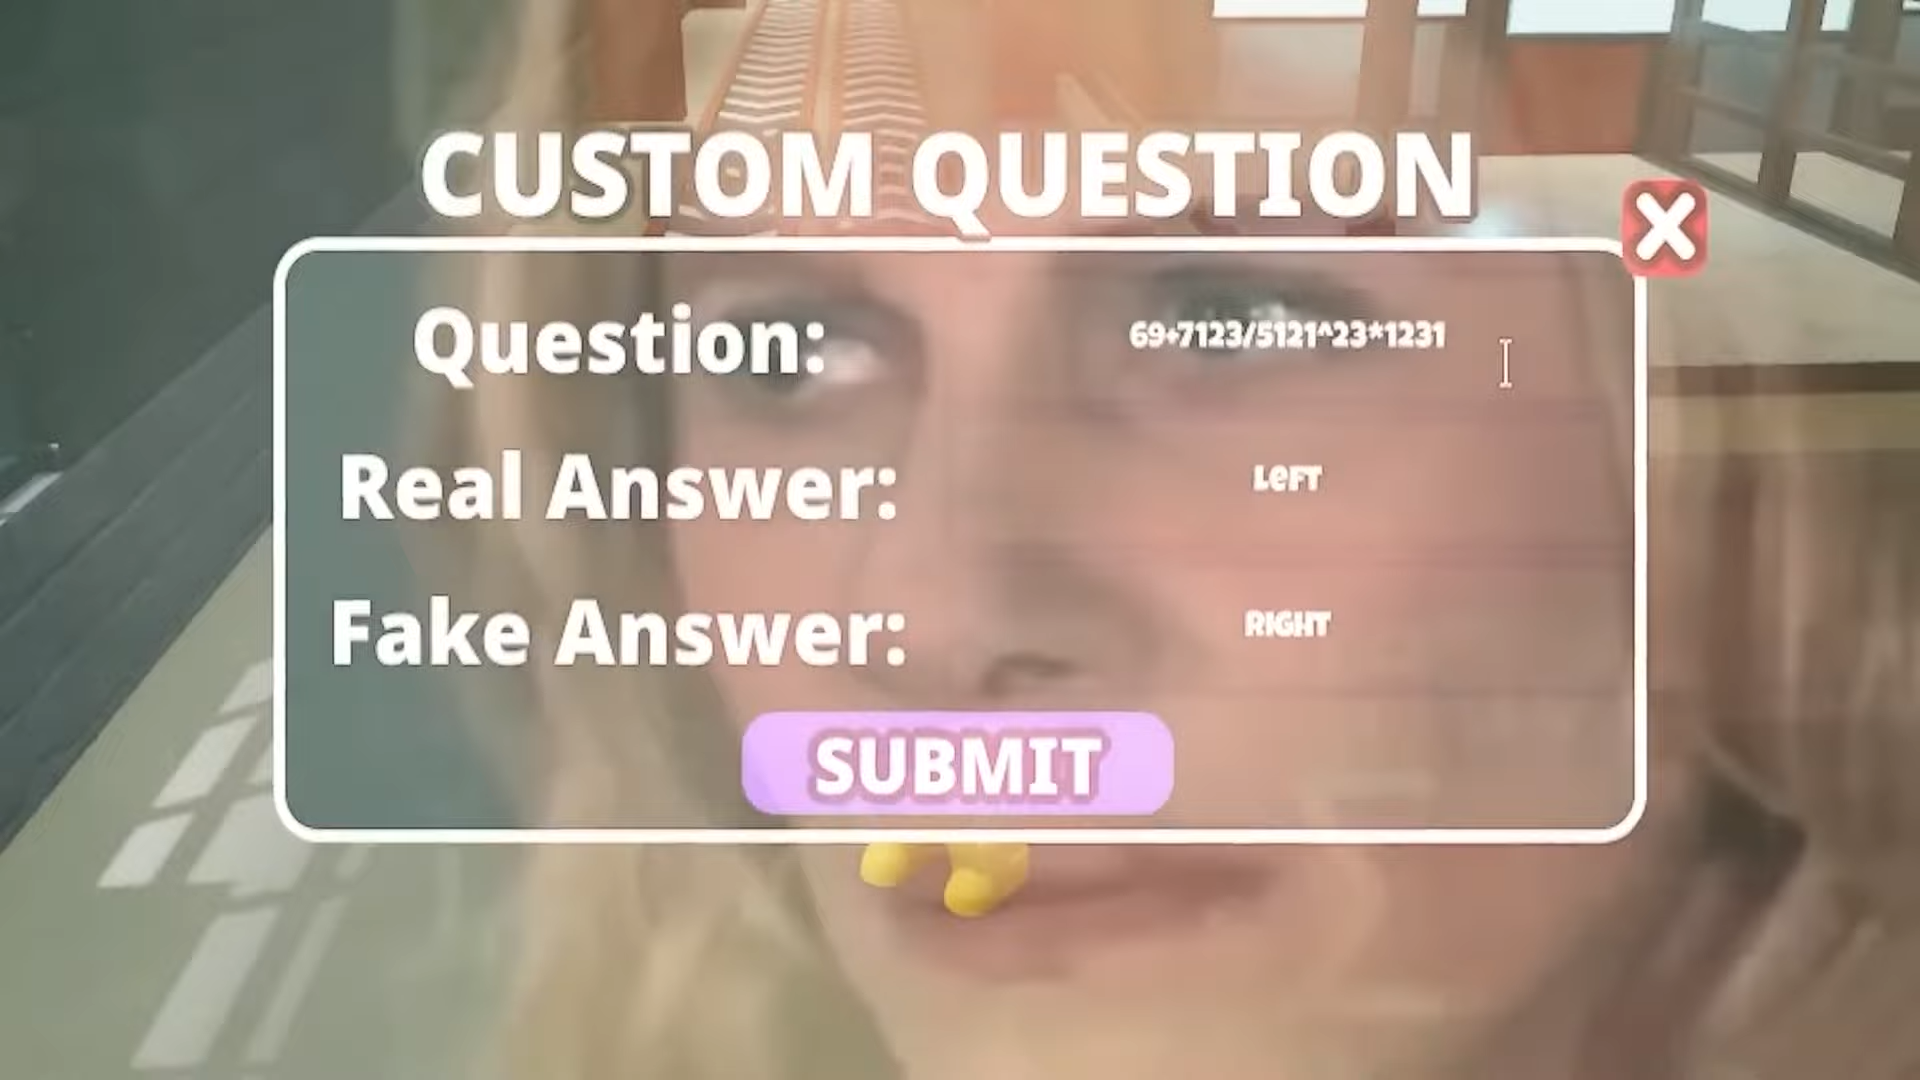 CUSTOM QUESTION
Question: 69+7123/5121^23*1231
Real Answer: LEFT
Fake Answer: RIGHT
SUBMIT